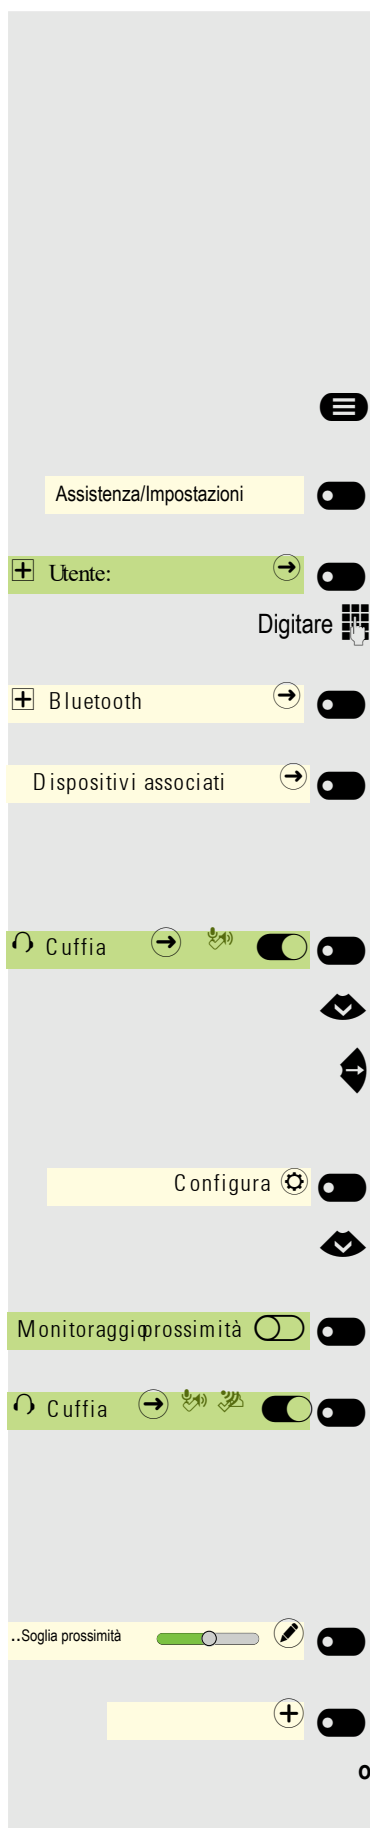 Assistenza/Impostazioni
Utente:
Digitare
Bluetooth
Dispositivi associati
Cuffia
Configura
Monitoraggio prossimità
Cuffia
..Soglia prossimità
o